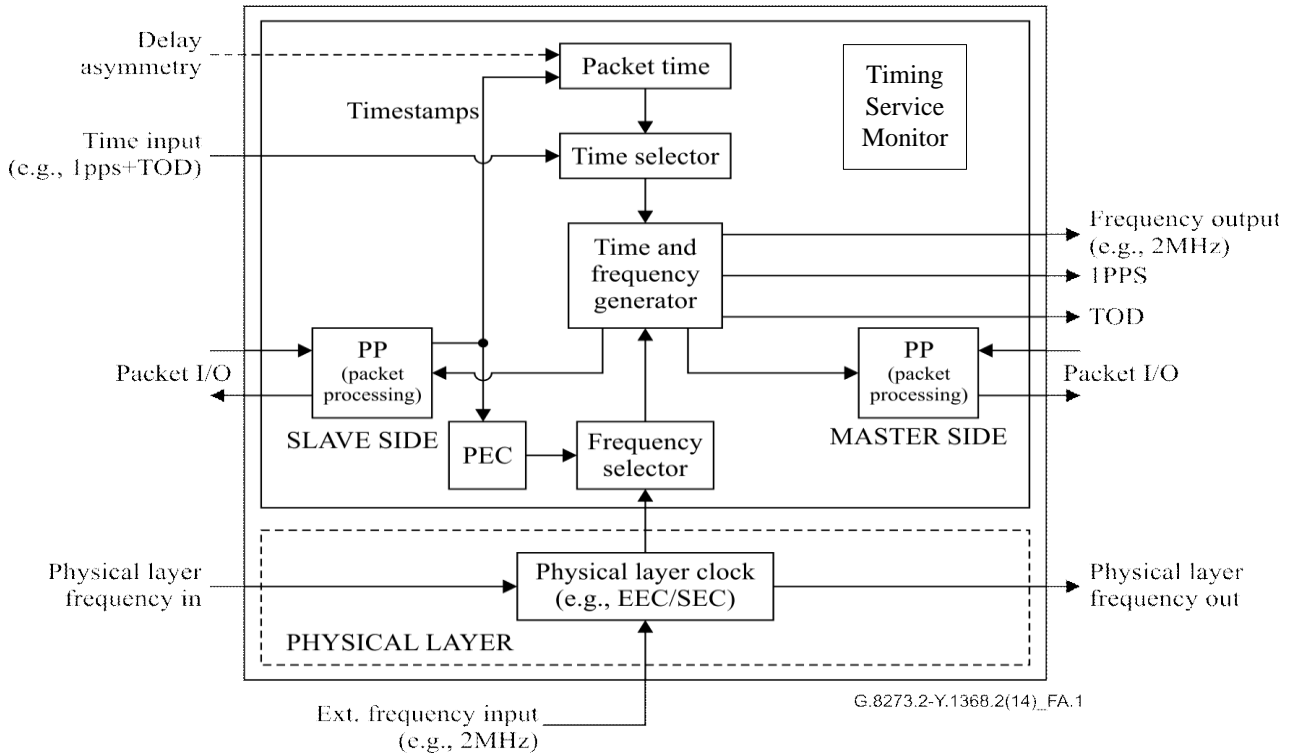 Delay
asymmetry
Packet time
Timing
Service
Monitor
Timestamps
Time input
(e.g., 1pps+TOD)
Time selector
Time and
frequency
generator
Frequency output
(e.g., 2MHz)
1PPS
TOD
Packet I/O
PP
(packet
processing)
SLAVE SIDE
PP
(packet
processing)
MASTER SIDE
Packet I/O
PEC
Frequency
selector
Physical layer
frequency in
Physical layer clock
(e.g., EEC/SEC)
Physical layer
frequency out
PHYSICAL LAYER
Ext. frequency input
(e.g., 2MHz)
G.8273.2-Y.1368.2(14)_FA.1